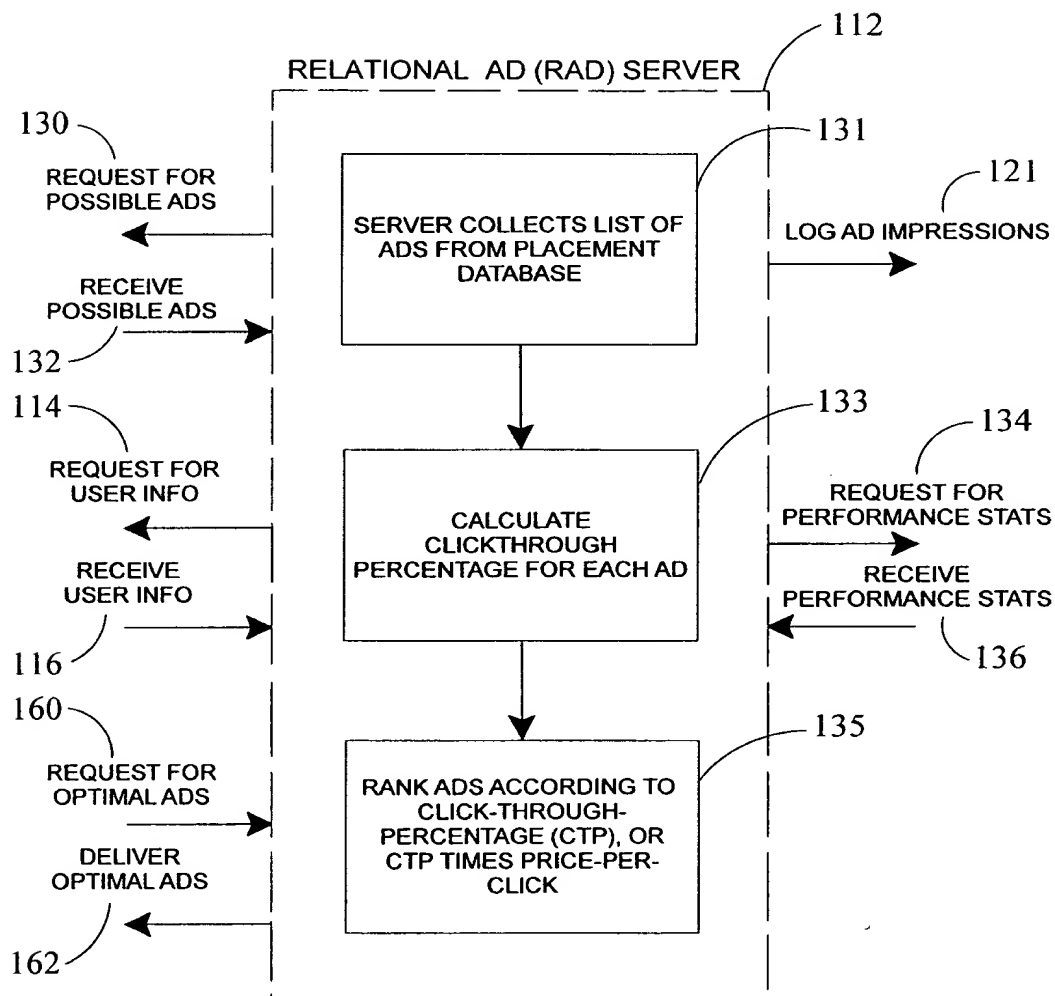 112
RELATIONAL AD (RAD) SERVER
130
131
REQUEST FOR
POSSIBLE ADS
121
SERVER COLLECTS LIST OF
ADS FROM PLACEMENT
DATABASE
LOG AD IMPRESSIONS
RECEIVE
POSSIBLE ADS
132
114
133
134
REQUEST FOR
USER INFO
REQUEST FOR
PERFORMANCE STATS
CALCULATE
CLICKTHROUGH
PERCENTAGE FOR EACH AD
RECEIVE
USER INFO
RECEIVE
PERFORMANCE STATS
116
136
160
135
REQUEST FOR
OPTIMAL ADS
RANK ADS ACCORDING TO
CLICK-THROUGH-
PERCENTAGE (CTP), OR
CTP TIMES PRICE-PER-
CLICK
DELIVER
OPTIMAL ADS
162